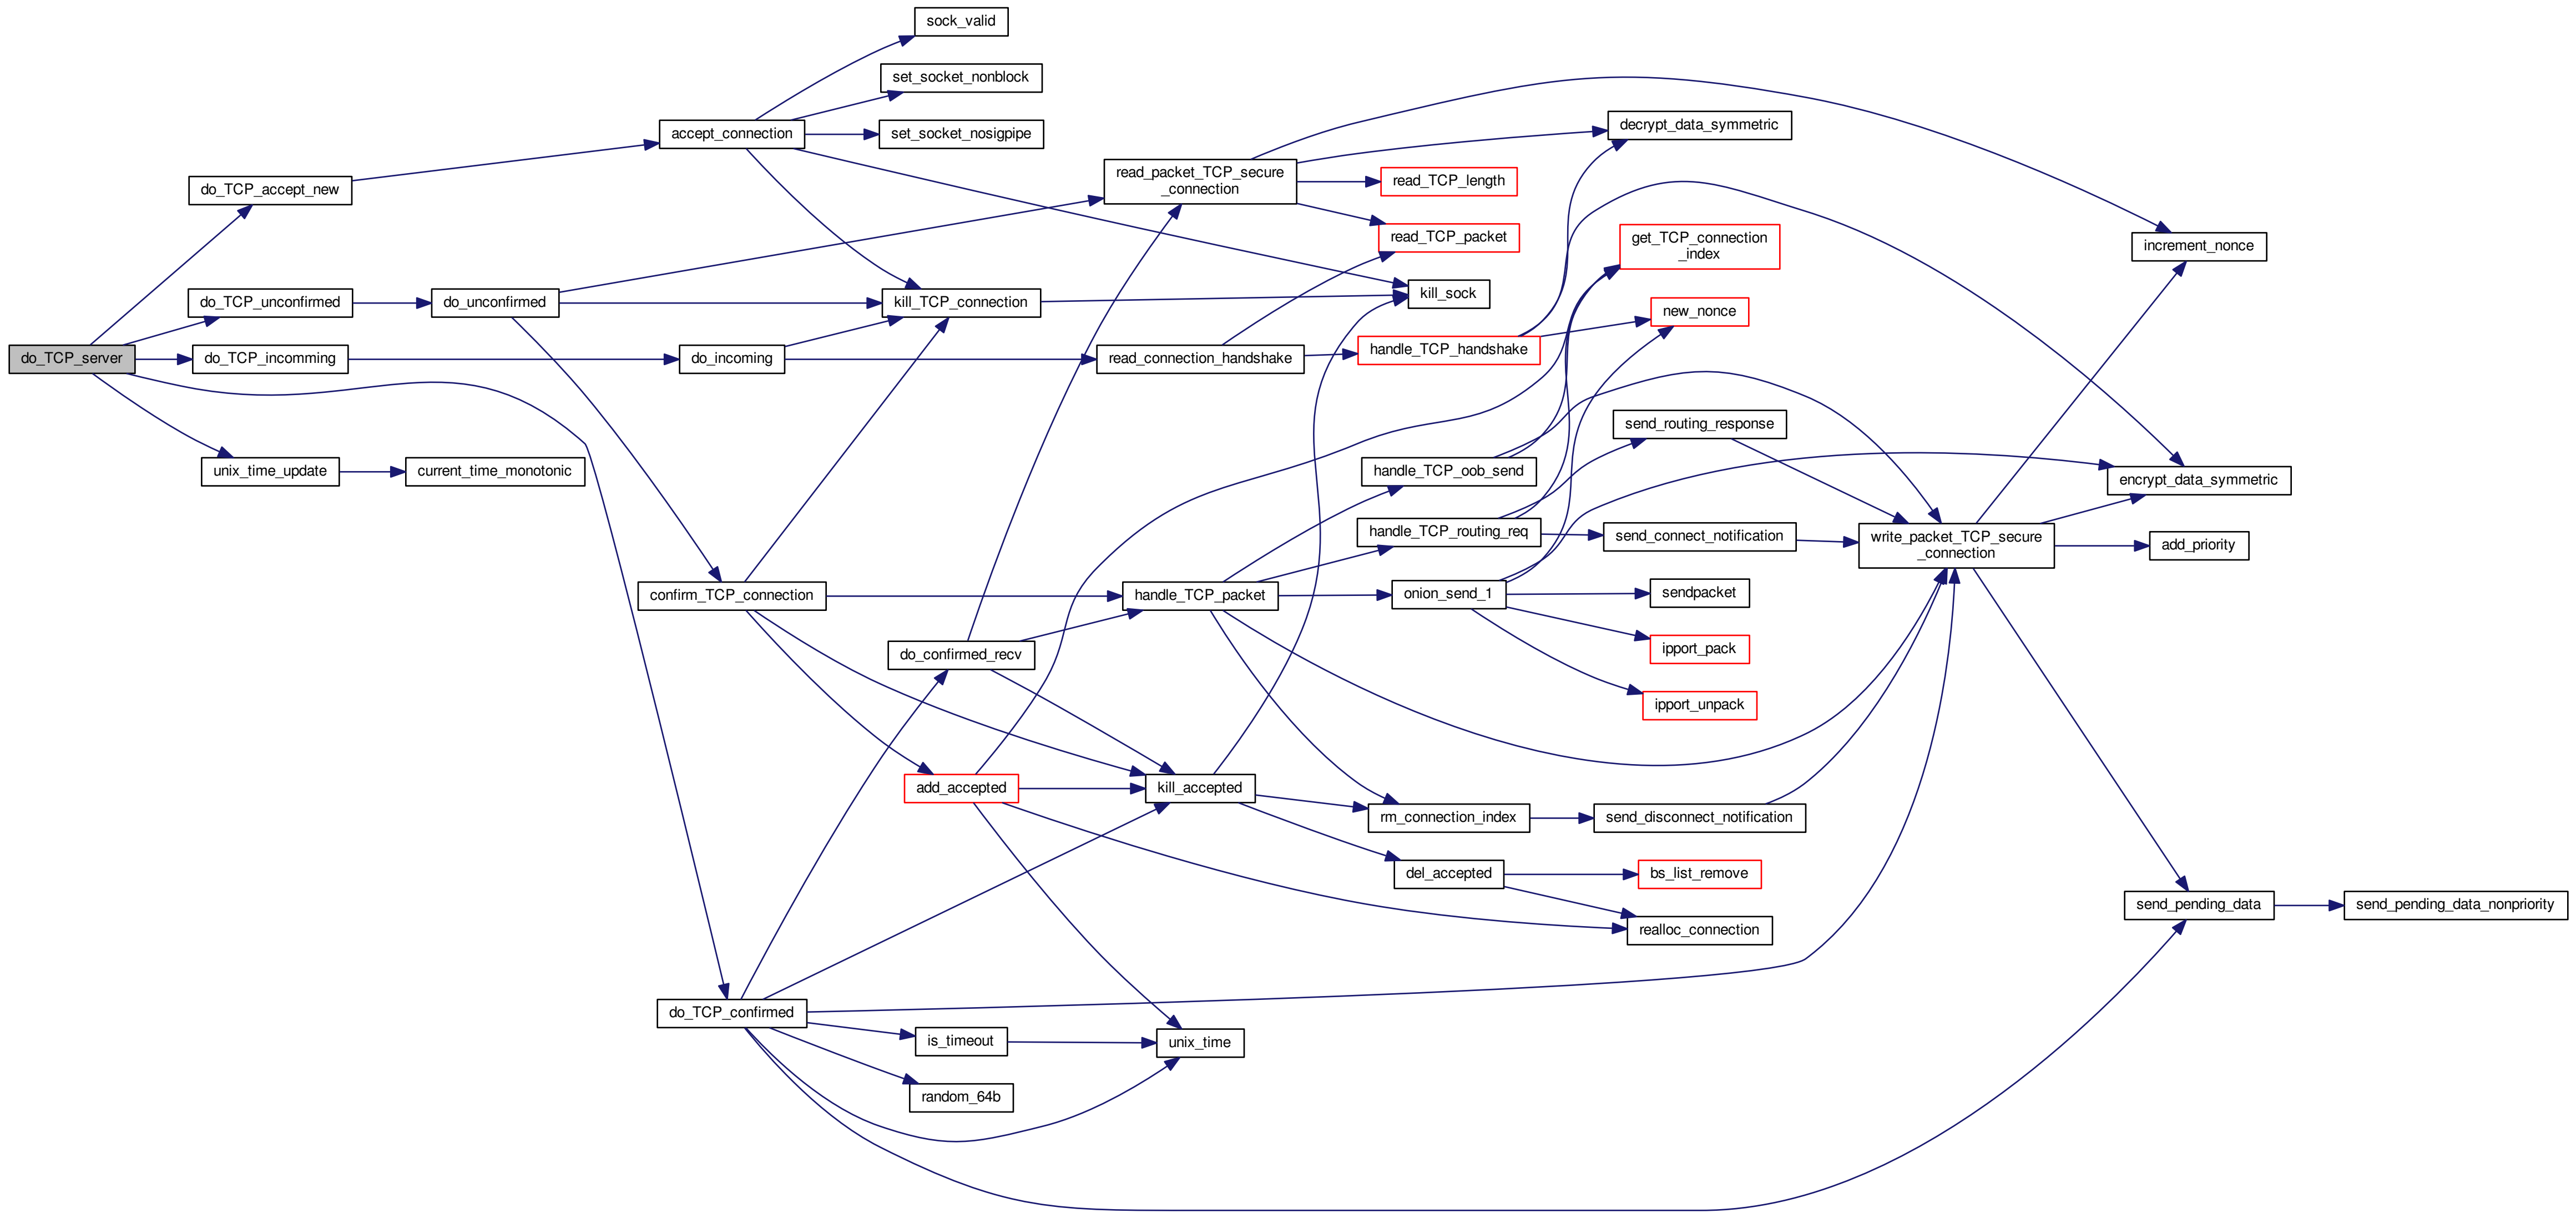 do_TCP_server
do_TCP_accept_new
do_TCP_unconfirmed
do_TCP_incomming
unix_time_update
do_unconfirmed
current_time_monotonic
accept_connection
do_incoming
confirm_TCP_connection
do_TCP_confirmed
sock_valid
set_socket_nonblock
set_socket_nosigpipe
kill_TCP_connection
do_confirmed_recv
add_accepted
is_timeout
random_64b
read_packet_TCP_secure
_connection
read_connection_handshake
handle_TCP_packet
kill_accepted
unix_time
read_TCP_length
read_TCP_packet
kill_sock
handle_TCP_handshake
handle_TCP_oob_send
handle_TCP_routing_req
onion_send_1
rm_connection_index
del_accepted
decrypt_data_symmetric
get_TCP_connection
_index
new_nonce
send_routing_response
send_connect_notification
sendpacket
ipport_pack
ipport_unpack
send_disconnect_notification
bs_list_remove
realloc_connection
write_packet_TCP_secure
_connection
increment_nonce
encrypt_data_symmetric
add_priority
send_pending_data
send_pending_data_nonpriority